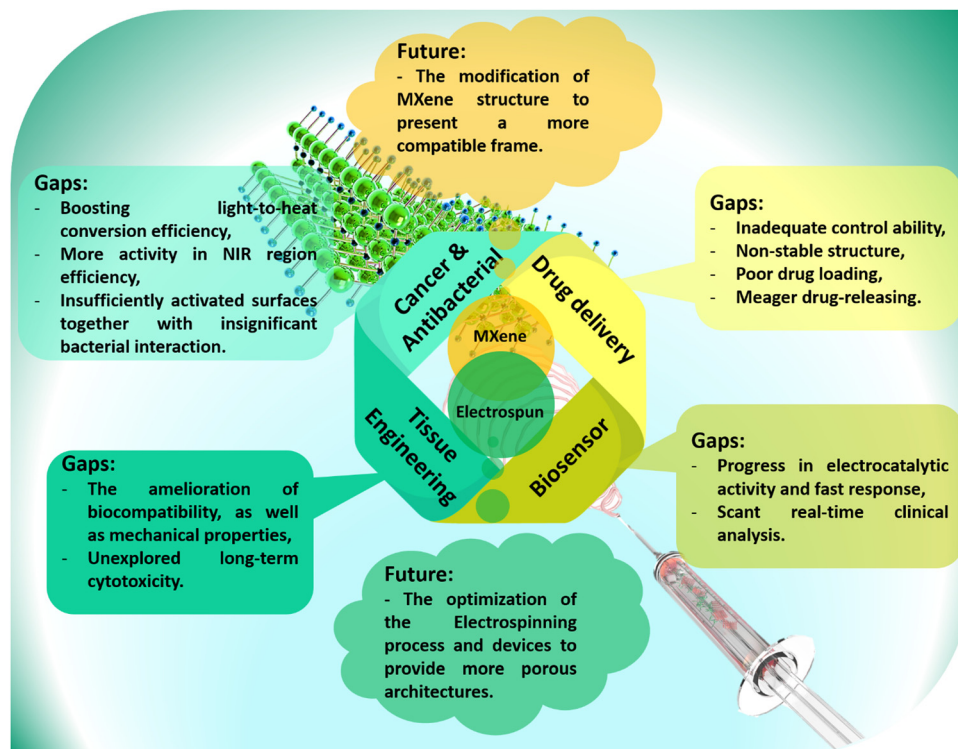 Future:
- The modification of
MXene structure to
present a more
compatible frame.
Gaps:
- Boosting light-to-heat
conversion efficiency,
- More activity in NIR region
efficiency,
- Insufficiently activated surfaces
together with insignificant
bacterial interaction.
Gaps:
- Inadequate control ability,
- Non-stable structure,
- Poor drug loading,
- Meager drug-releasing.
Cancer &
Antibacterial
Drug delivery
MXene
Electrospun
Tissue
Engineering
Biosensor
Gaps:
- The amelioration of
biocompatibility, as well
as mechanical properties,
- Unexplored long-term
cytotoxicity.
Gaps:
- Progress in electrocatalytic
activity and fast response,
- Scant real-time clinical
analysis.
Future:
- The optimization of
the Electrospinning
process and devices to
provide more porous
architectures.